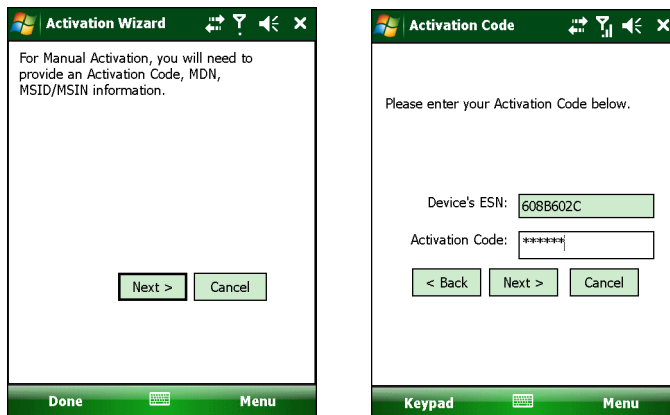 Activation Wizard
For Manual Activation, you will need to
provide an Activation Code, MDN,
MSID/MSIN information.
Next >
Cancel
Done
Menu
Activation Code
Please enter your Activation Code below.
Device's ESN:
608B602C
Activation Code:
******
< Back
Next >
Cancel
Keypad
Menu